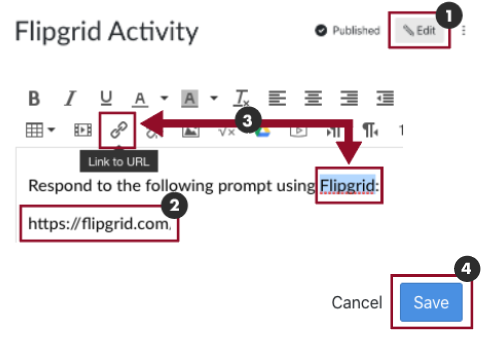 1
Flipgrid Activity Published Edit
B I U A A Tx
3
Link to URL
Respond to the following prompt using Flipgrid:
2
https://flipgrid.com
4
Cancel Save